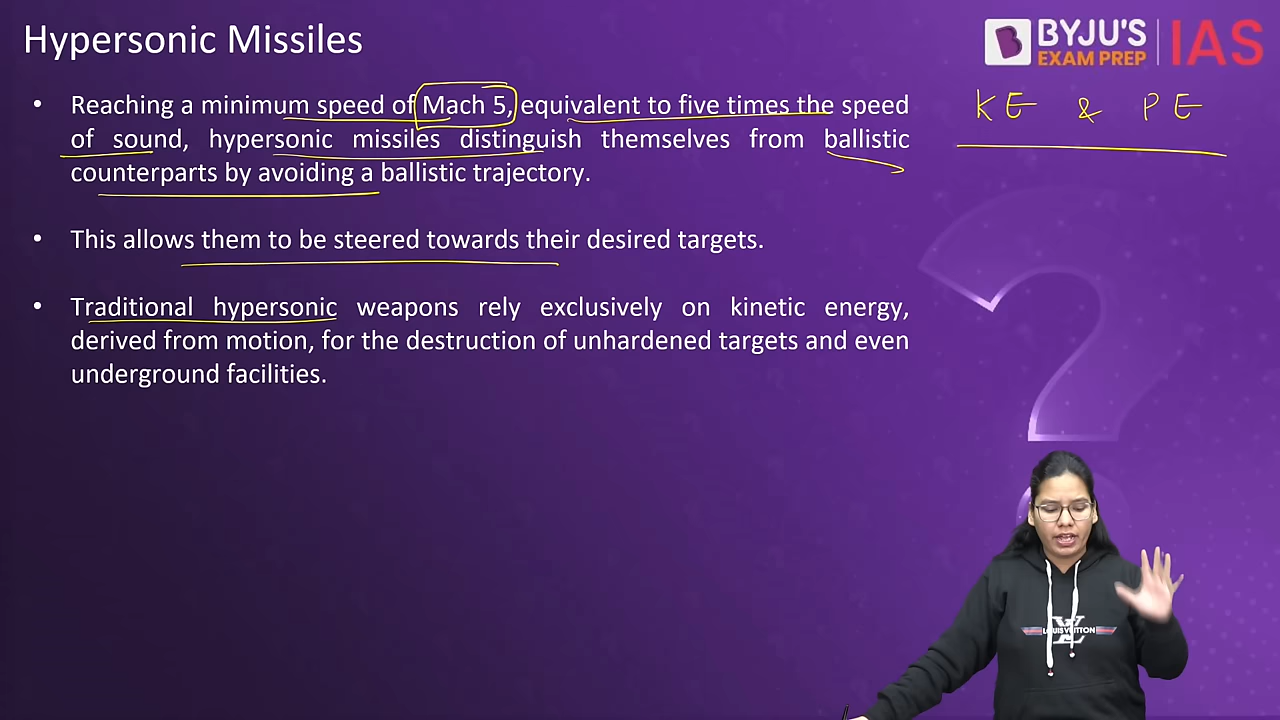 Hypersonic Missiles
BYJU'S
EXAM PREP
IAS
• Reaching a minimum speed of Mach 5, equivalent to five times the speed
of sound, hypersonic missiles distinguish themselves from ballistic
counterparts by avoiding a ballistic trajectory.
KE & PE
• This allows them to be steered towards their desired targets.
• Traditional hypersonic weapons rely exclusively on kinetic energy,
derived from motion, for the destruction of unhardened targets and even
underground facilities.
LOUIS VUITTON